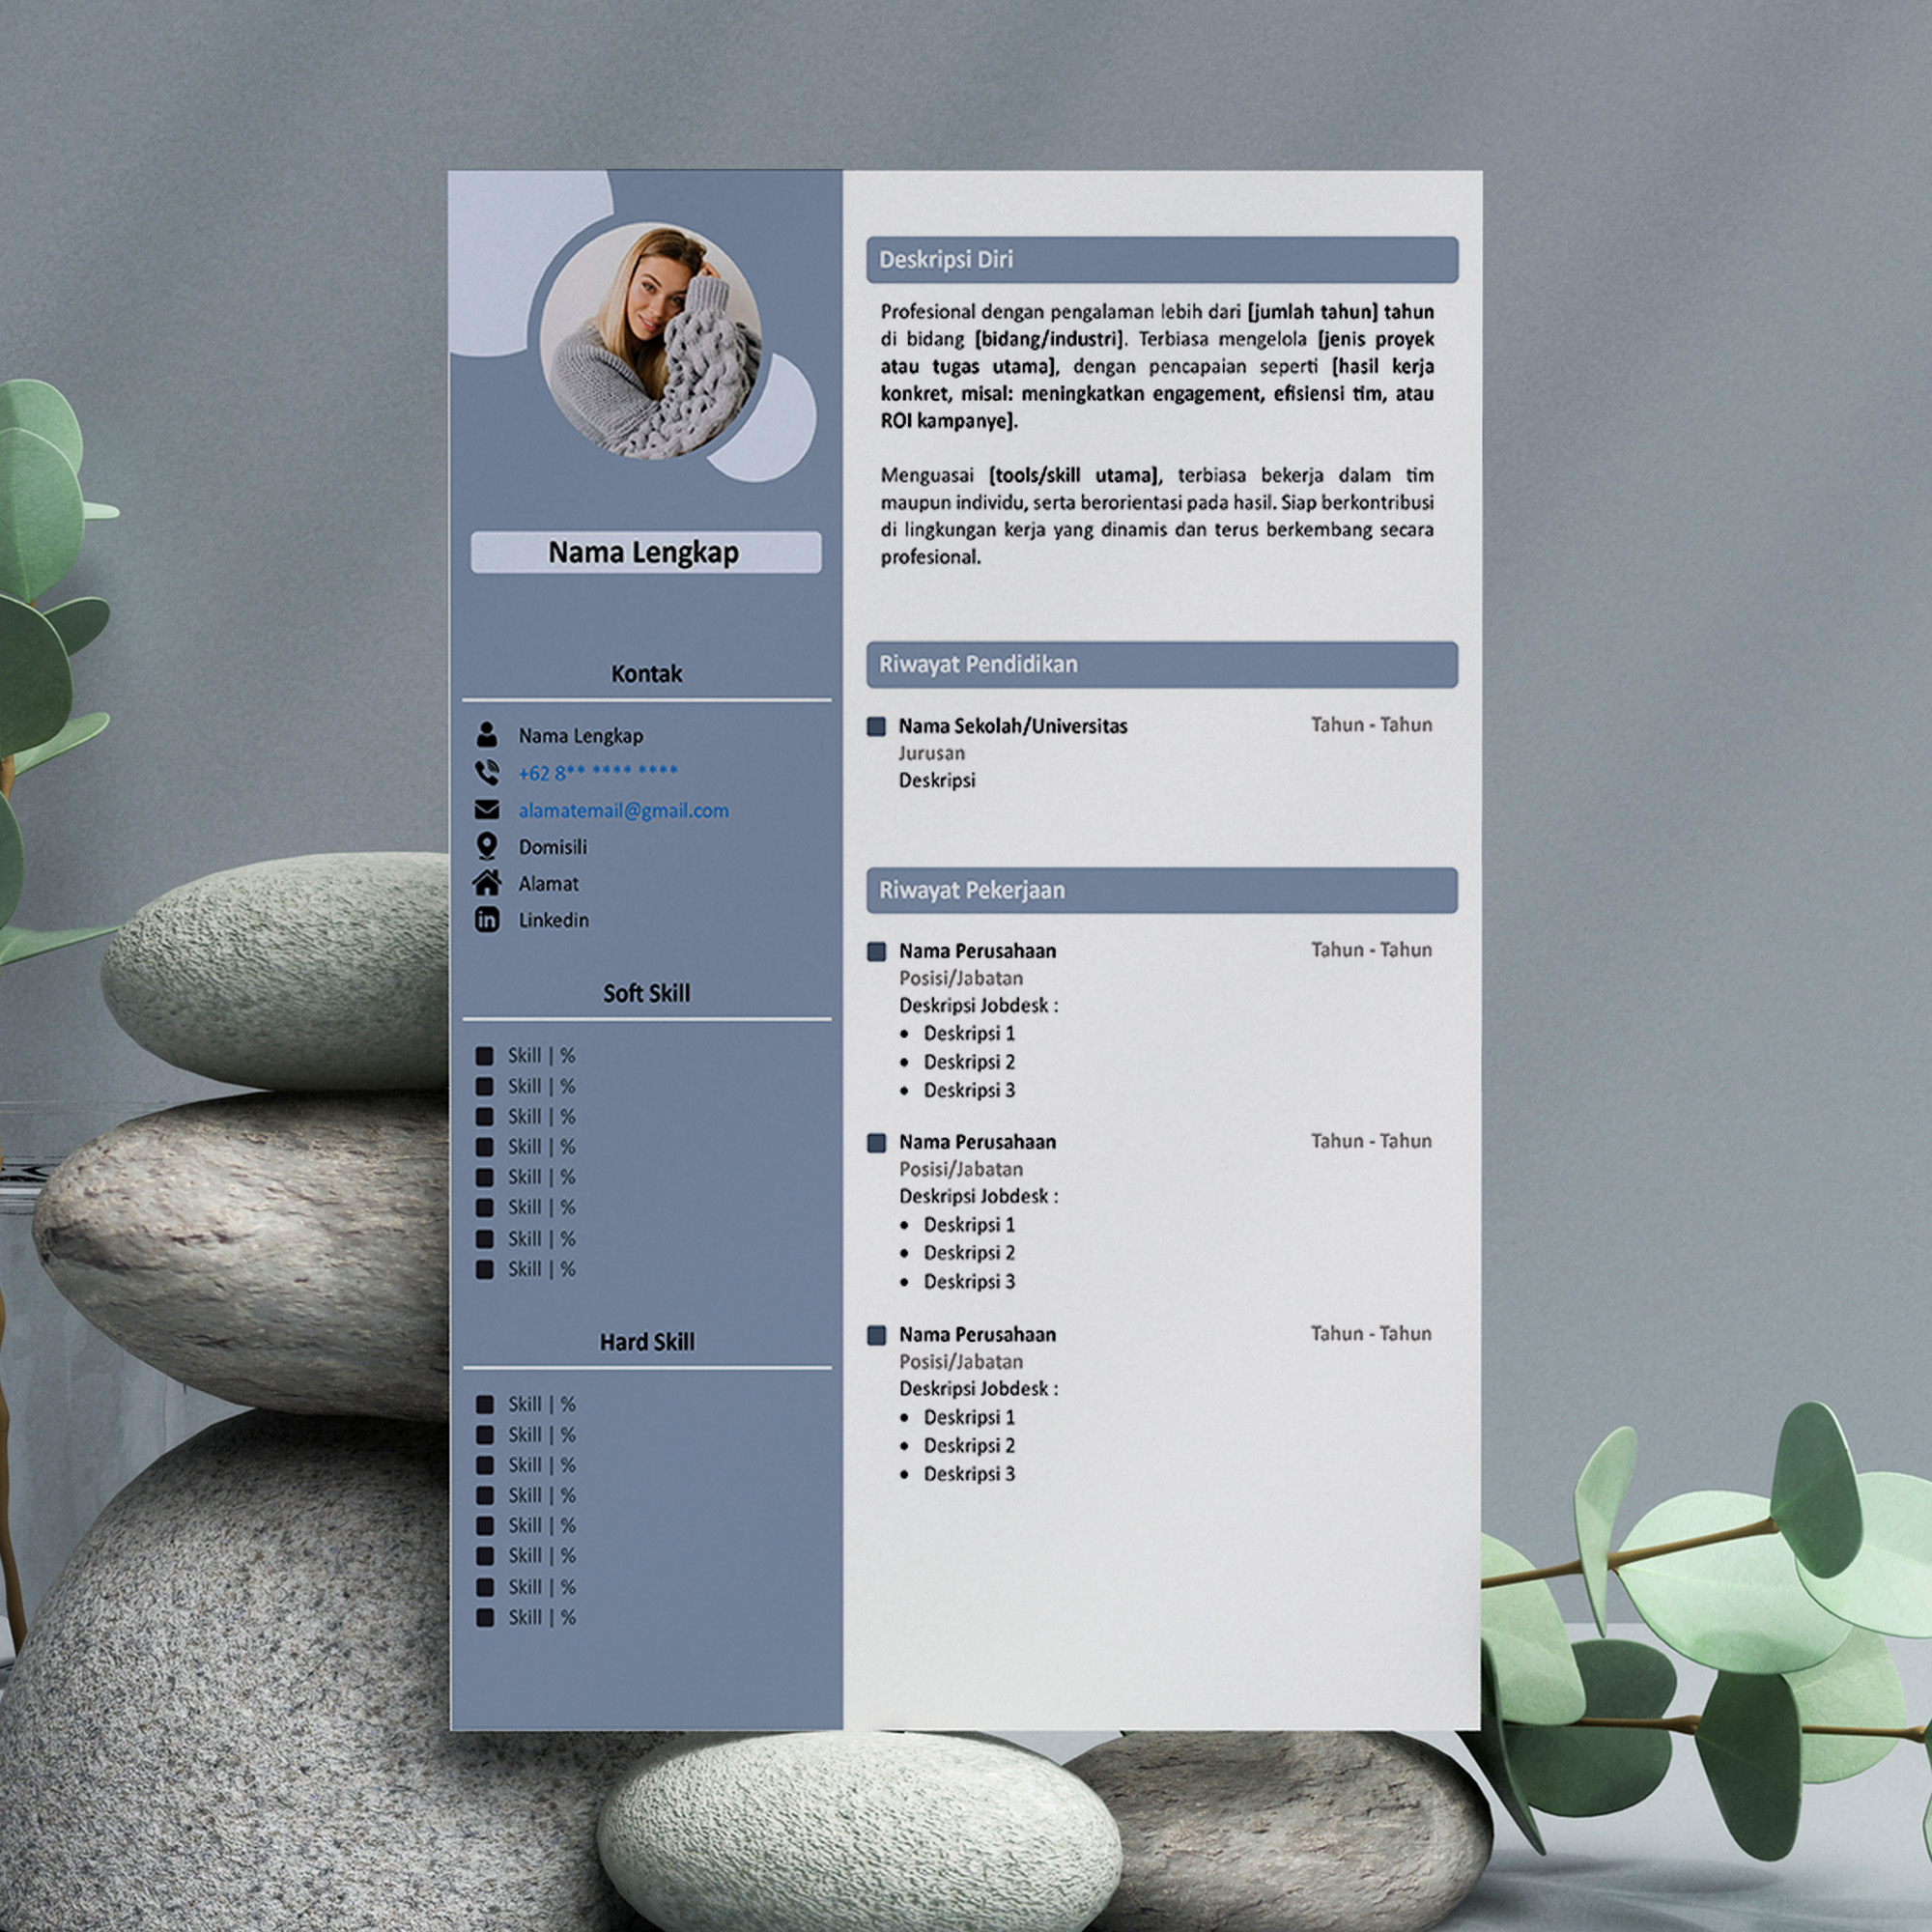 Nama Lengkap
Kontak
Nama Lengkap
+62 8** **** ****
alamatemail@gmail.com
Domisili
Alamat
in
Linkedin
Soft Skill
Skill | %
Skill | %
Skill | %
Skill | %
Skill | %
Skill | %
Skill | %
Skill | %
Hard Skill
Skill | %
Skill | %
Skill | %
Skill | %
Skill | %
Skill | %
Skill | %
Skill | %
Deskripsi Diri
Profesional dengan pengalaman lebih dari [jumlah tahun] tahun
di bidang [bidang/industri]. Terbiasa mengelola [jenis proyek
atau tugas utama], dengan pencapaian seperti [hasil kerja
konkret, misal: meningkatkan engagement, efisiensi tim, atau
ROI kampanye].
Menguasai [tools/skill utama], terbiasa bekerja dalam tim
maupun individu, serta berorientasi pada hasil. Siap berkontribusi
di lingkungan kerja yang dinamis dan terus berkembang secara
profesional.
Riwayat Pendidikan
Nama Sekolah/Universitas Tahun - Tahun
Jurusan
Deskripsi
Riwayat Pekerjaan
Nama Perusahaan Tahun - Tahun
Posisi/Jabatan
Deskripsi Jobdesk :
• Deskripsi 1
• Deskripsi 2
• Deskripsi 3
Nama Perusahaan Tahun - Tahun
Posisi/Jabatan
Deskripsi Jobdesk :
• Deskripsi 1
• Deskripsi 2
• Deskripsi 3
Nama Perusahaan Tahun - Tahun
Posisi/Jabatan
Deskripsi Jobdesk :
• Deskripsi 1
• Deskripsi 2
• Deskripsi 3